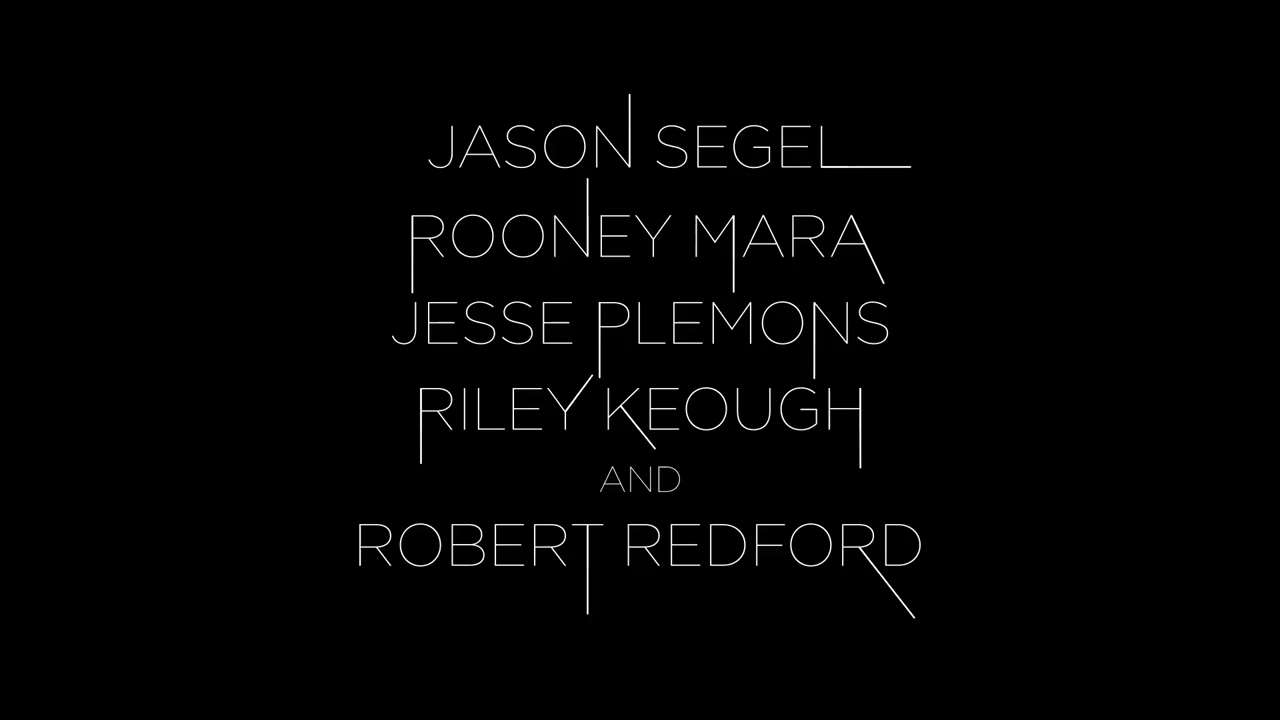 JASON SEGEL
ROONEY MARA
JESSE PLEMONS
RILEY KEOUGH
AND
ROBERT REDFORD